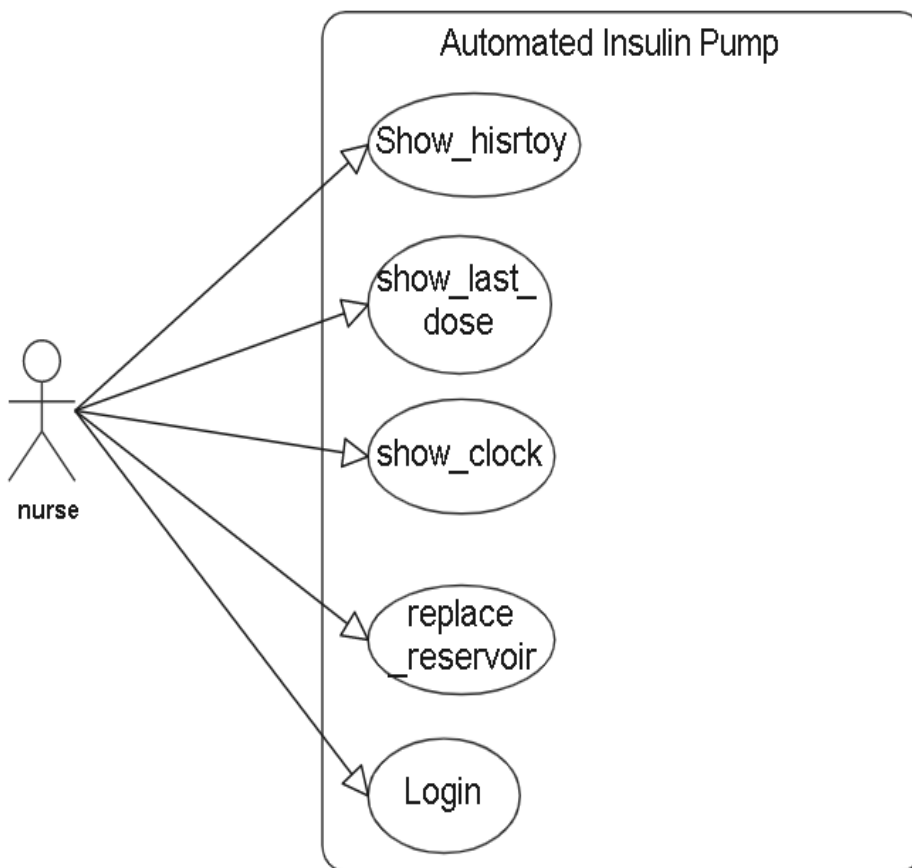 Automated Insulin Pump
Show_hisrtoy
show_last_
dose
show_clock
nurse
replace
_reservoir
Login